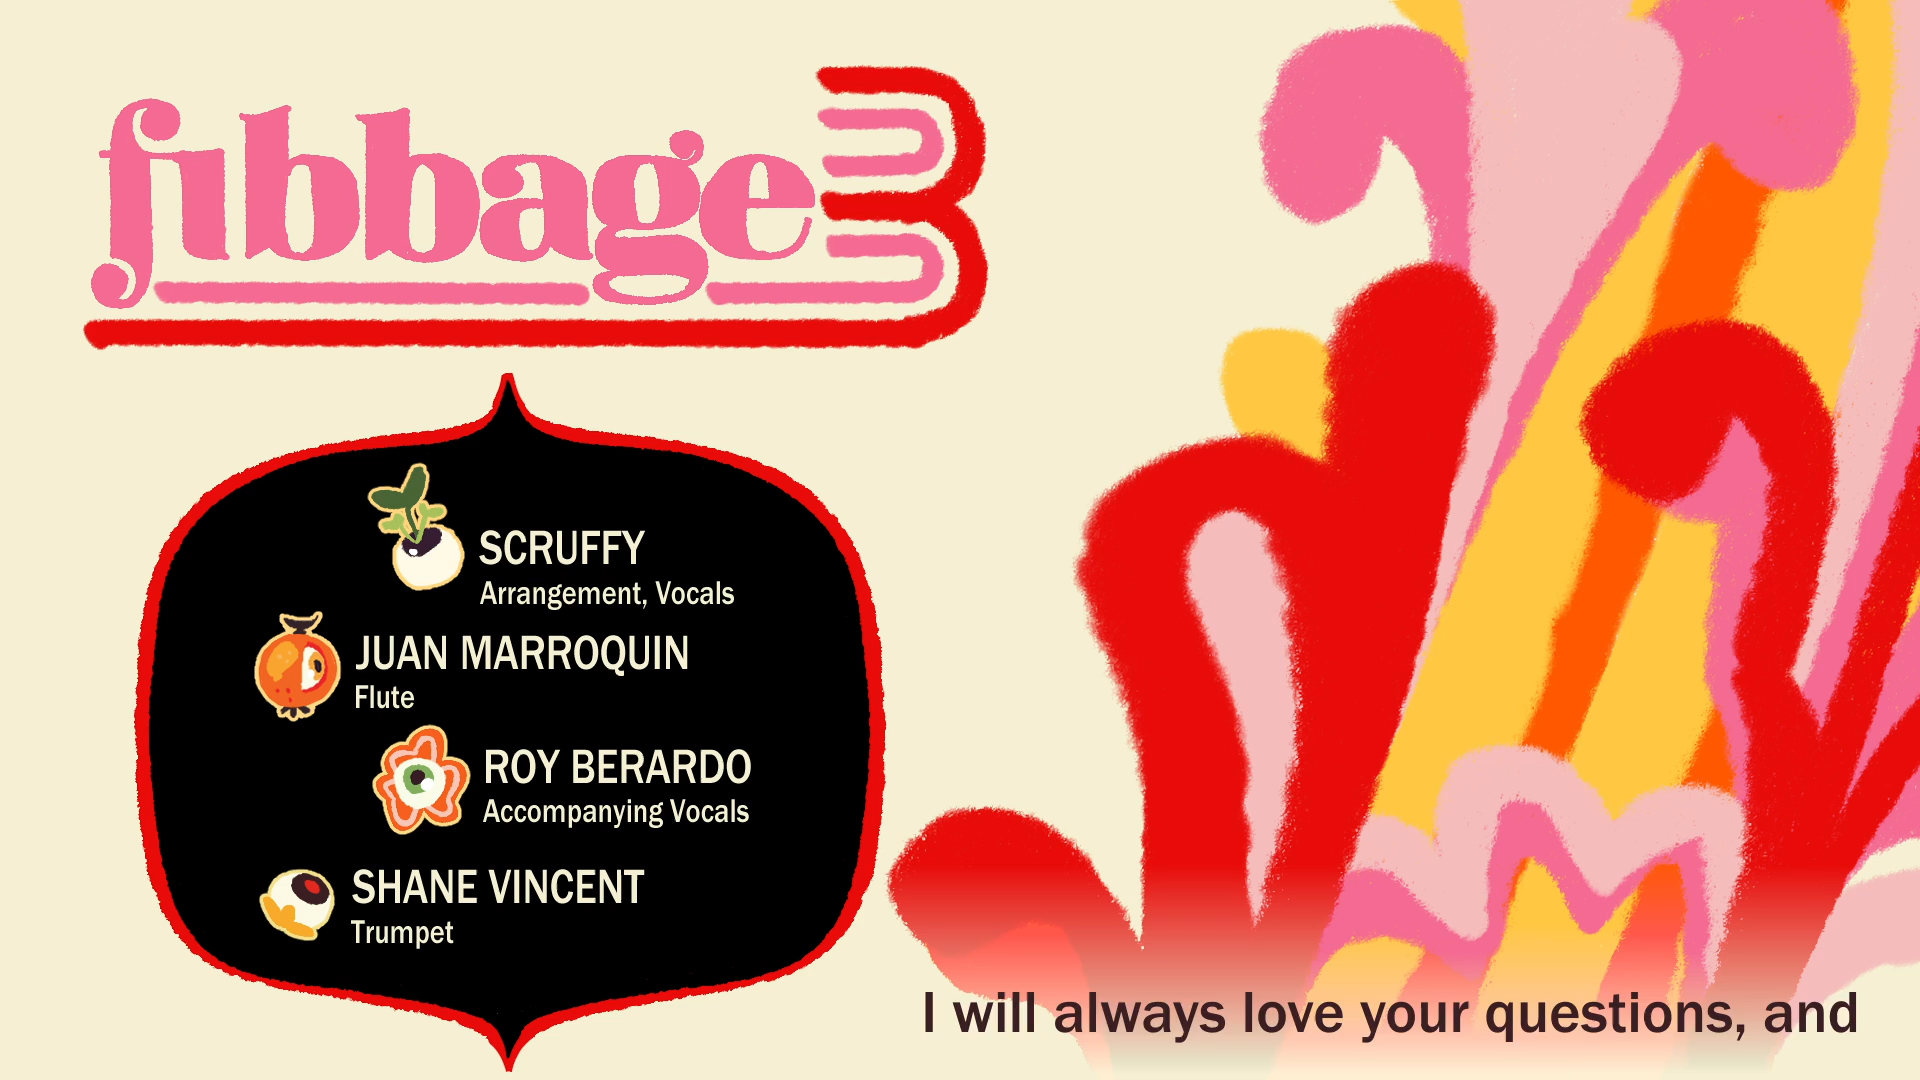 fibbage 3
SCRUFFY
Arrangement, Vocals
JUAN MARROQUIN
Flute
ROY BERARDO
Accompanying Vocals
SHANE VINCENT
Trumpet
I will always love your questions, and